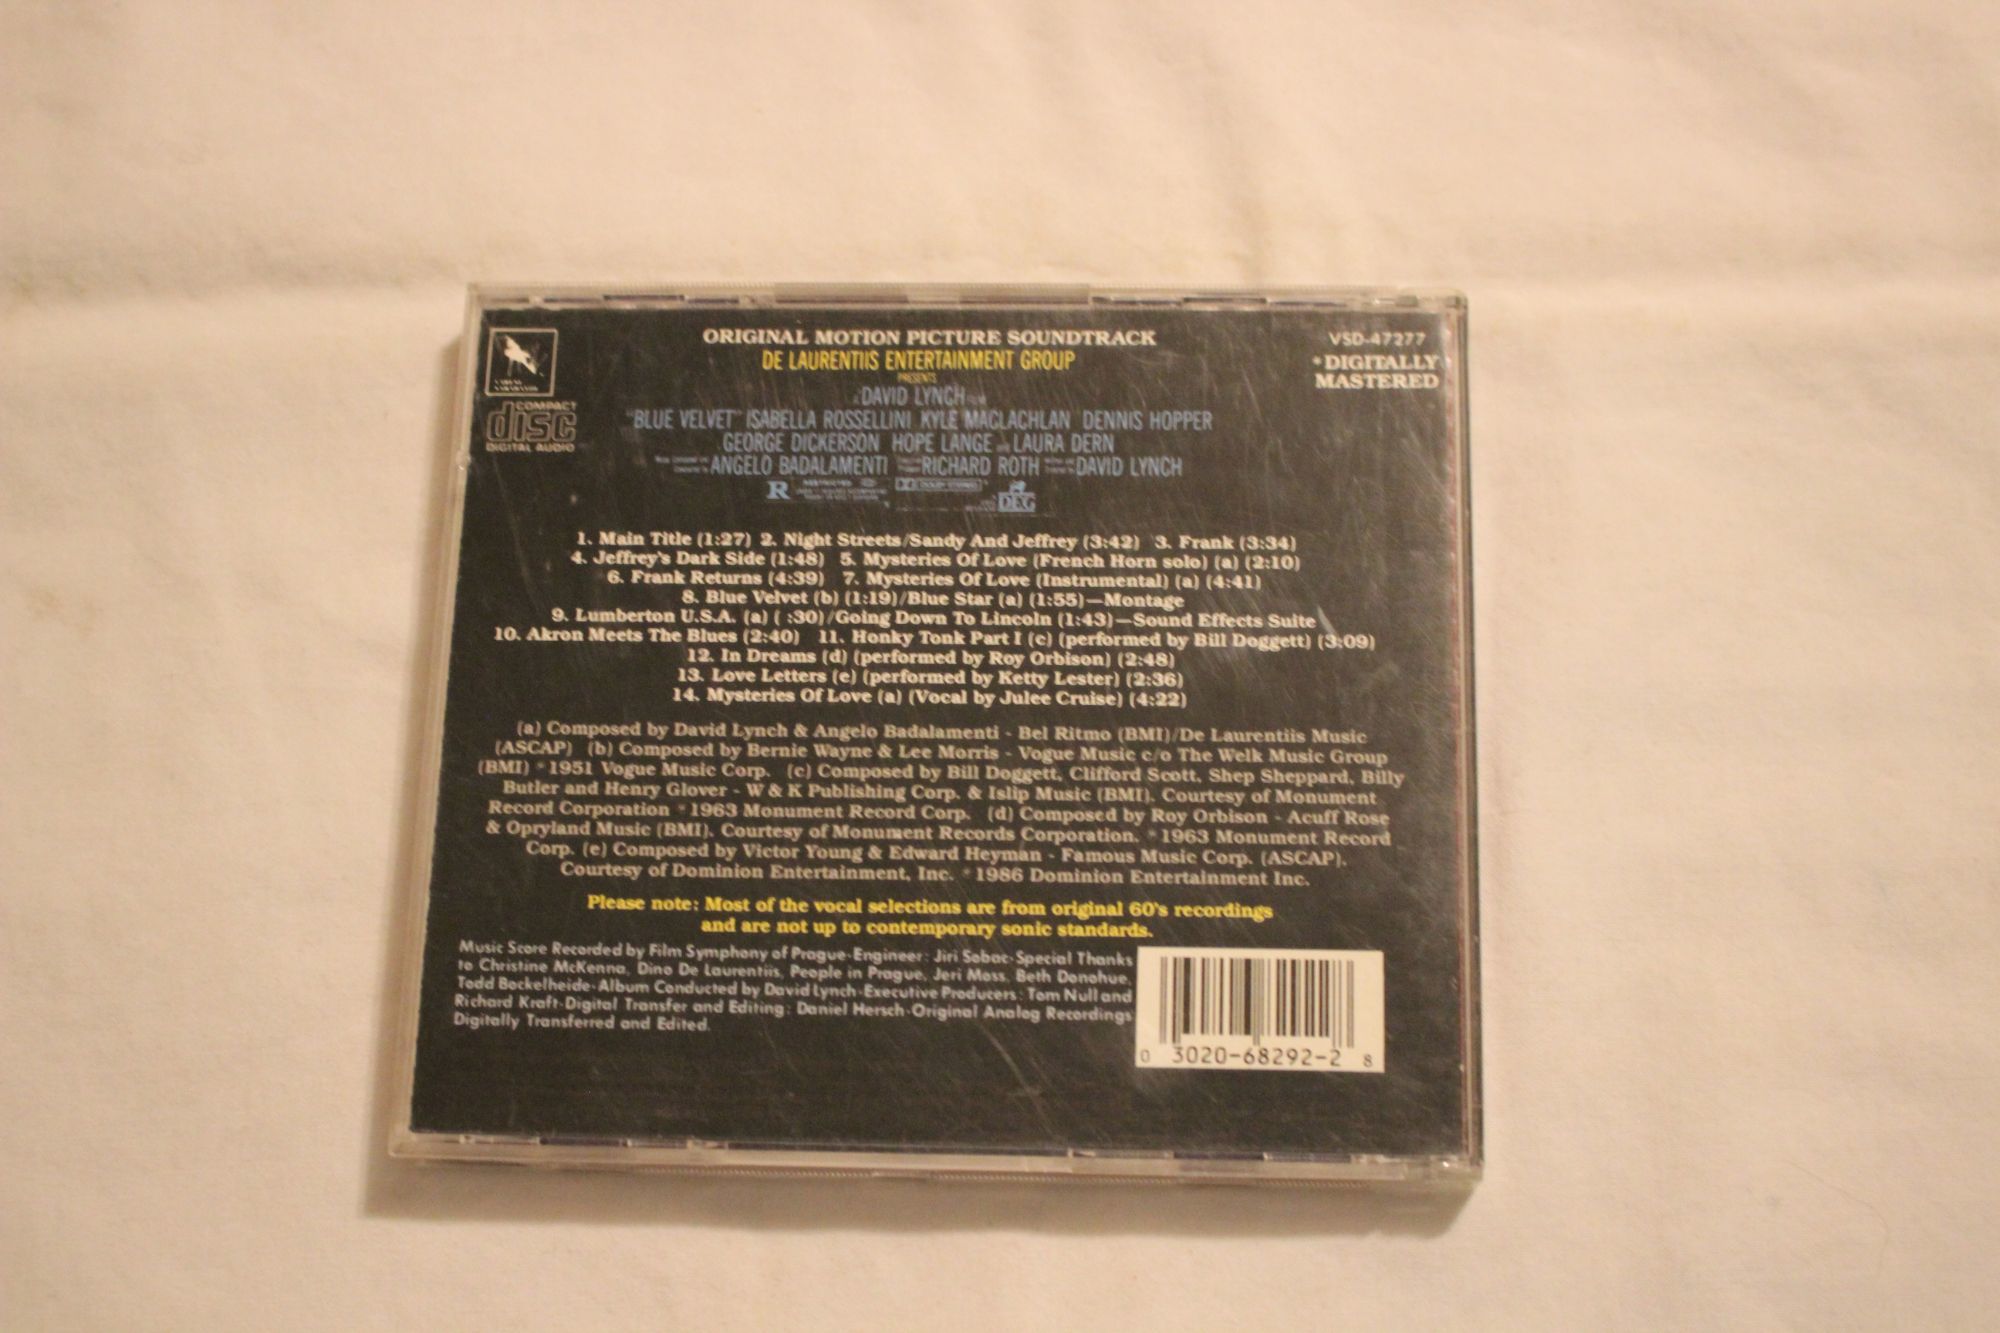 ORIGINAL MOTION PICTURE SOUNDTRACK
VSD-47277
DE LAURENTIIS ENTERTAINMENT GROUP
*DIGITALLY
MASTERED
PRESENTS
DAVID LYNCH
COMPACT
disc
DIGITAL AUDIO
"BLUE VELVET" ISABELLA ROSSELLINI KYLE MACLACHLAN DENNIS HOPPER
GEORGE DICKERSON HOPE LANGE AND LAURA DERN
ANGELO BADALAMENTI RICHARD ROTH DAVID LYNCH
R RESTRICTED DOLBY STEREO
DEG
1. Main Title (1:27) 2. Night Streets/Sandy And Jeffrey (3:42) 3. Frank (3:34)
4. Jeffrey's Dark Side (1:48) 5. Mysteries Of Love (French Horn solo) (a) (2:10)
6. Frank Returns (4:39) 7. Mysteries Of Love (Instrumental) (a) (4:41)
8. Blue Velvet (b) (1:19)/Blue Star (a) (1:55)—Montage
9. Lumberton U.S.A. (a) ( :30)/Going Down To Lincoln (1:43)—Sound Effects Suite
10. Akron Meets The Blues (2:40) 11. Honky Tonk Part I (c) (performed by Bill Doggett) (3:09)
12. In Dreams (d) (performed by Roy Orbison) (2:48)
13. Love Letters (e) (performed by Ketty Lester) (2:36)
14. Mysteries Of Love (a) (Vocal by Julee Cruise) (4:22)
(a) Composed by David Lynch & Angelo Badalamenti - Bel Ritmo (BMI)/De Laurentiis Music
(ASCAP) (b) Composed by Bernie Wayne & Lee Morris - Vogue Music c/o The Welk Music Group
(BMI) *1951 Vogue Music Corp. (c) Composed by Bill Doggett, Clifford Scott, Shep Sheppard, Billy
Butler and Henry Glover - W & K Publishing Corp. & Islip Music (BMI). Courtesy of Monument
Record Corporation *1963 Monument Record Corp. (d) Composed by Roy Orbison - Acuff Rose
& Opryland Music (BMI). Courtesy of Monument Records Corporation. *1963 Monument Record
Corp. (e) Composed by Victor Young & Edward Heyman - Famous Music Corp. (ASCAP).
Courtesy of Dominion Entertainment, Inc. *1986 Dominion Entertainment Inc.
Please note: Most of the vocal selections are from original 60's recordings
and are not up to contemporary sonic standards.
Music Score Recorded by Film Symphony of Prague·Engineer: Jiri Sobac·Special Thanks
to Christine McKenna, Dino De Laurentiis, People in Prague, Jeri Moss, Beth Donohue,
Todd Bockelheide·Album Conducted by David Lynch·Executive Producers: Tom Null and
Richard Kraft·Digital Transfer and Editing: Daniel Hersch·Original Analog Recordings
Digitally Transferred and Edited.
0 3020-68292-2 8